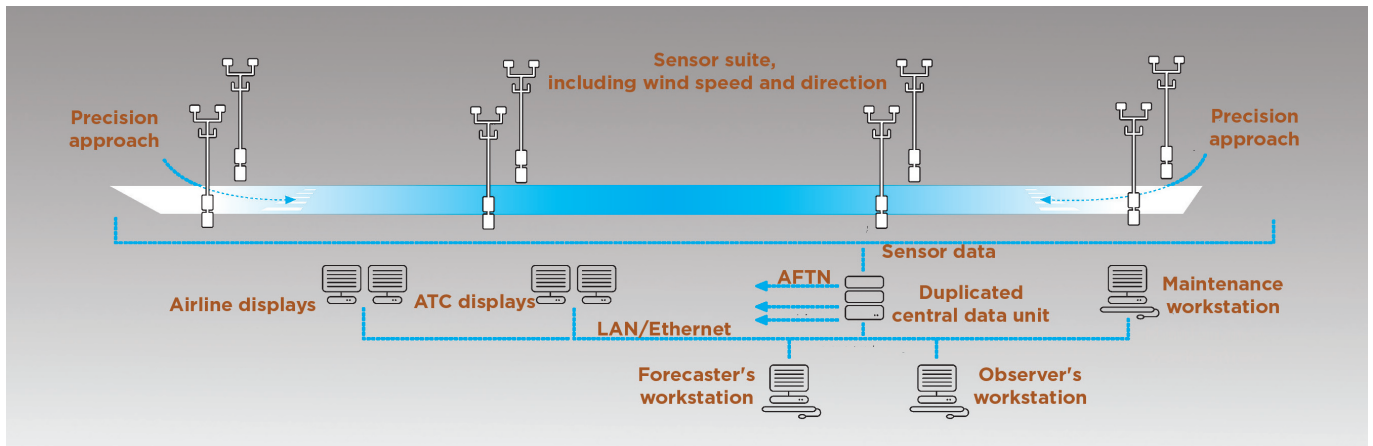 Sensor suite,
including wind speed and direction
Precision
approach
Precision
approach
Sensor data
AFTN
Airline displays
ATC displays
Duplicated
central data unit
Maintenance
workstation
LAN/Ethernet
Forecaster's
workstation
Observer's
workstation